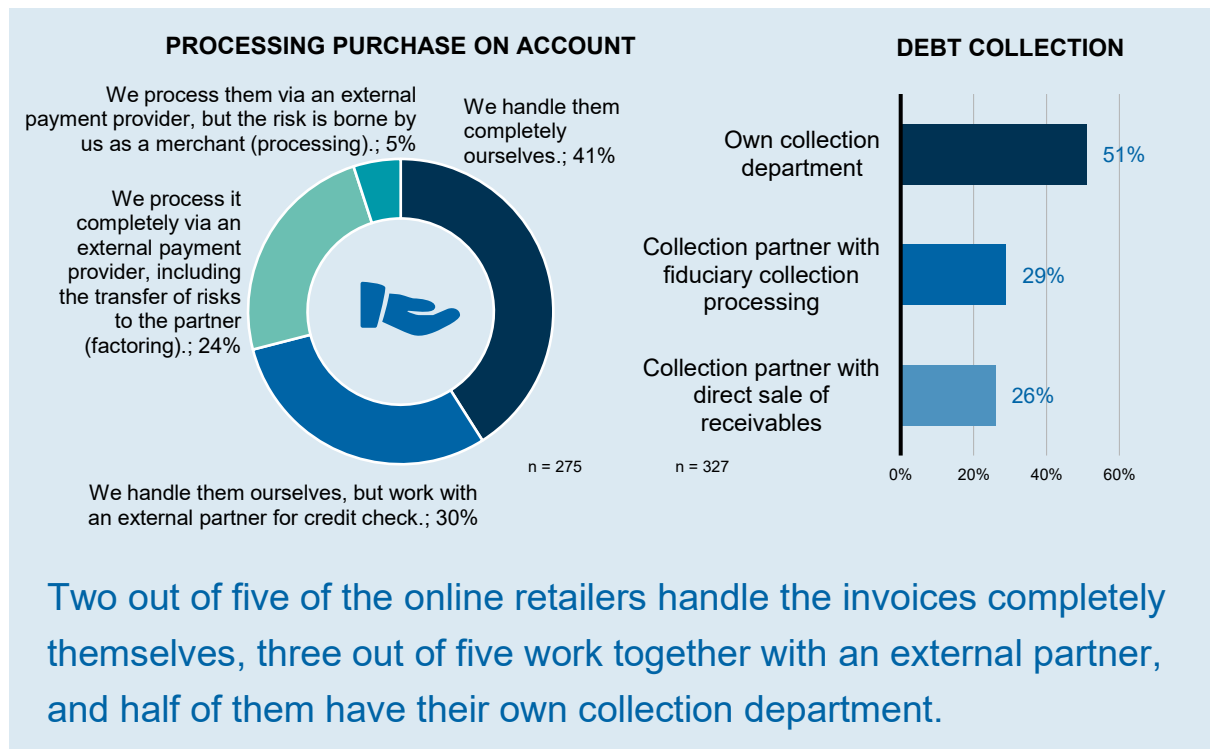 PROCESSING PURCHASE ON ACCOUNT
We process them via an external
payment provider, but the risk is borne by
us as a merchant (processing).; 5%
We handle them
completely
ourselves.; 41%
We process it
completely via an
external payment
provider, including
the transfer of risks
to the partner
(factoring).; 24%
We handle them ourselves, but work with
an external partner for credit check.; 30%
n = 275
DEBT COLLECTION
Own collection
department
51%
Collection partner with
fiduciary collection
processing
29%
Collection partner with
direct sale of
receivables
26%
n = 327
0%
20%
40%
60%
Two out of five of the online retailers handle the invoices completely
themselves, three out of five work together with an external partner,
and half of them have their own collection department.